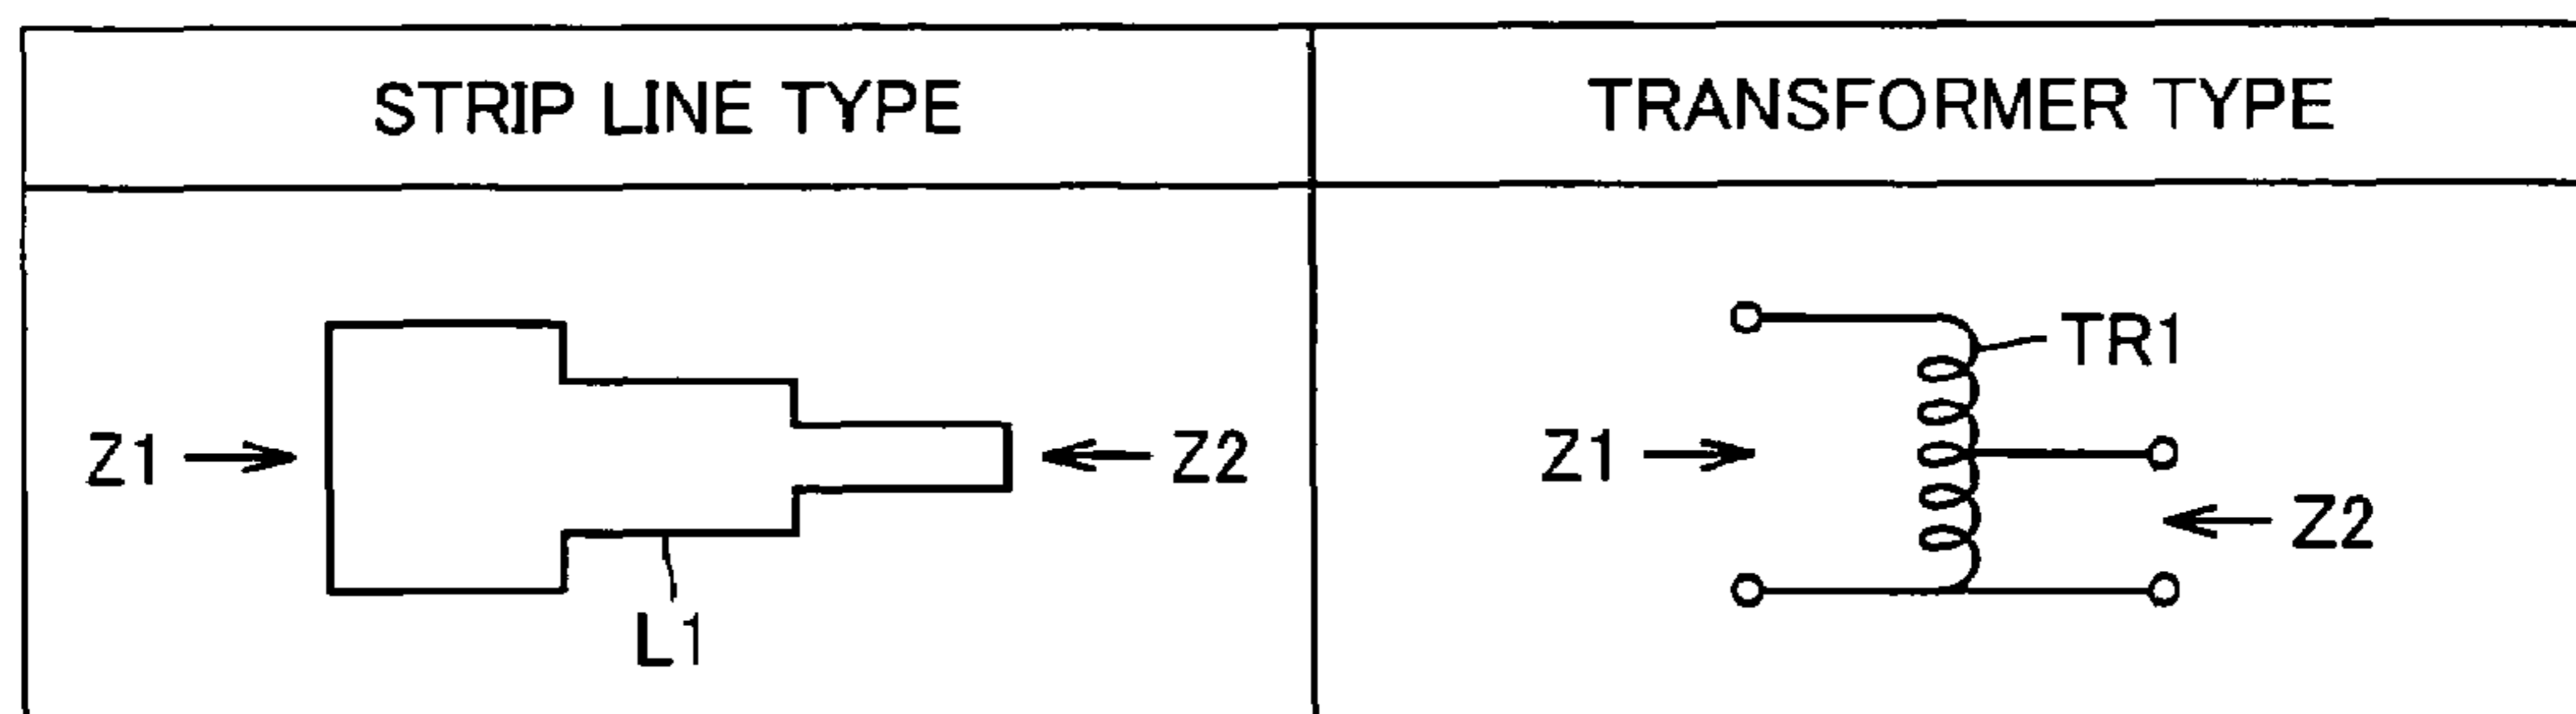 STRIP LINE TYPE
TRANSFORMER TYPE
Z1
Z2
L1
TR1
Z1
Z2